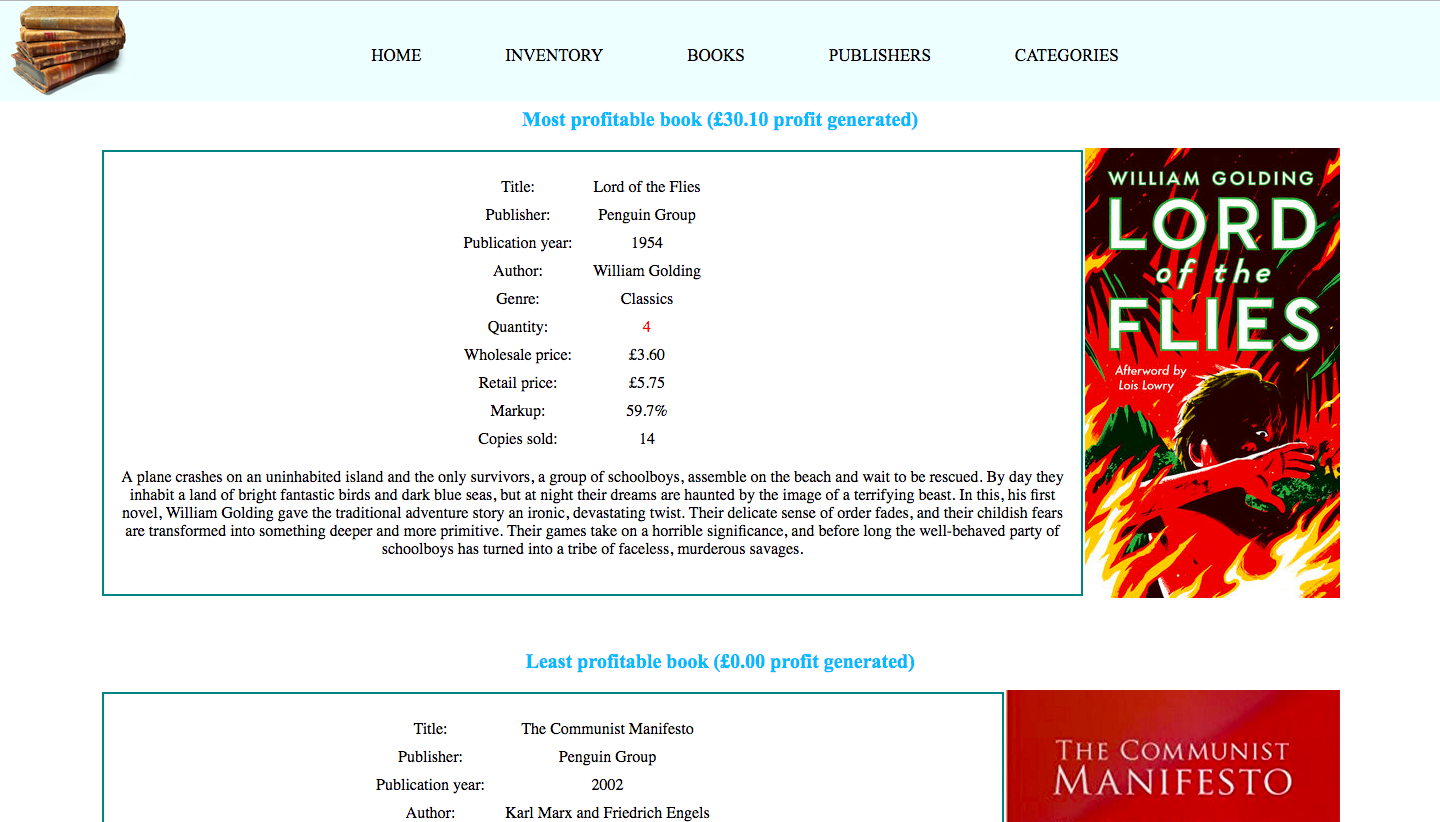 HOME INVENTORY BOOKS PUBLISHERS CATEGORIES
Most profitable book (£30.10 profit generated)
Title: Lord of the Flies
Publisher: Penguin Group
Publication year: 1954
Author: William Golding
Genre: Classics
Quantity: 4
Wholesale price: £3.60
Retail price: £5.75
Markup: 59.7%
Copies sold: 14
A plane crashes on an uninhabited island and the only survivors, a group of schoolboys, assemble on the beach and wait to be rescued. By day they
inhabit a land of bright fantastic birds and dark blue seas, but at night their dreams are haunted by the image of a terrifying beast. In this, his first
novel, William Golding gave the traditional adventure story an ironic, devastating twist. Their delicate sense of order fades, and their childish fears
are transformed into something deeper and more primitive. Their games take on a horrible significance, and before long the well-behaved party of
schoolboys has turned into a tribe of faceless, murderous savages.
WILLIAM GOLDING
LORD
of the
FLIES
Afterword by
Lois Lowry
Least profitable book (£0.00 profit generated)
Title: The Communist Manifesto
Publisher: Penguin Group
Publication year: 2002
Author: Karl Marx and Friedrich Engels
THE COMMUNIST
MANIFESTO